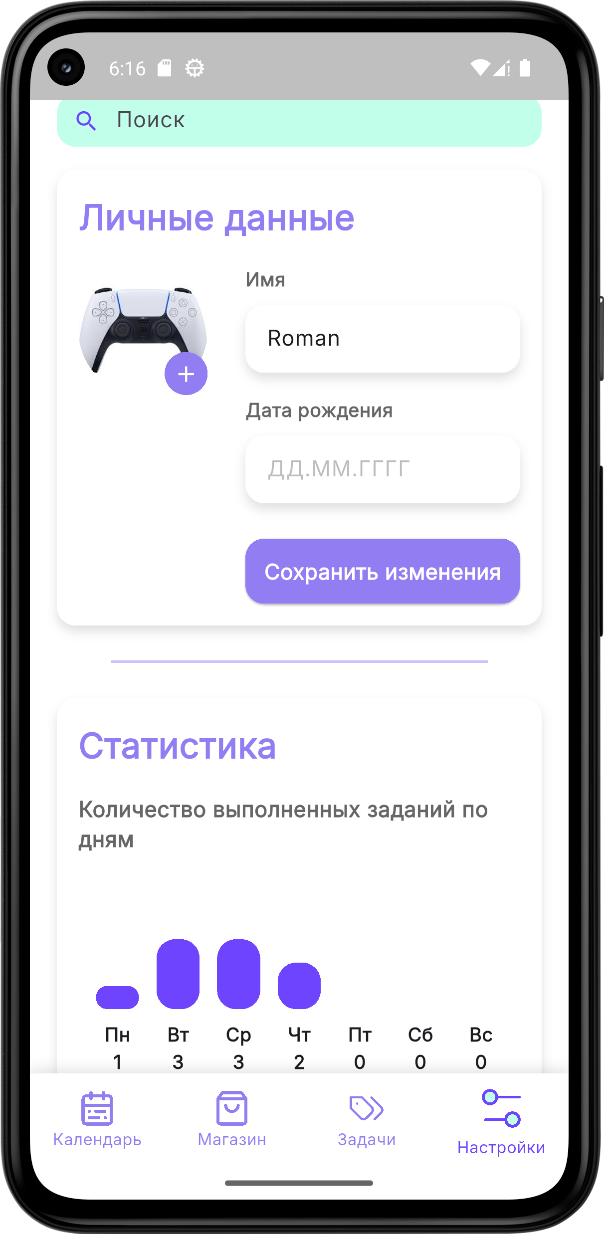 6:16
Поиск
Личные данные
Имя
Roman
Дата рождения
ДД.ММ.ГГГГ
Сохранить изменения
Статистика
Количество выполненных заданий по
дням
Пн Вт Ср Чт Пт Сб Вс
1 3 3 2 0 0 0
Календарь Магазин Задачи Настройки